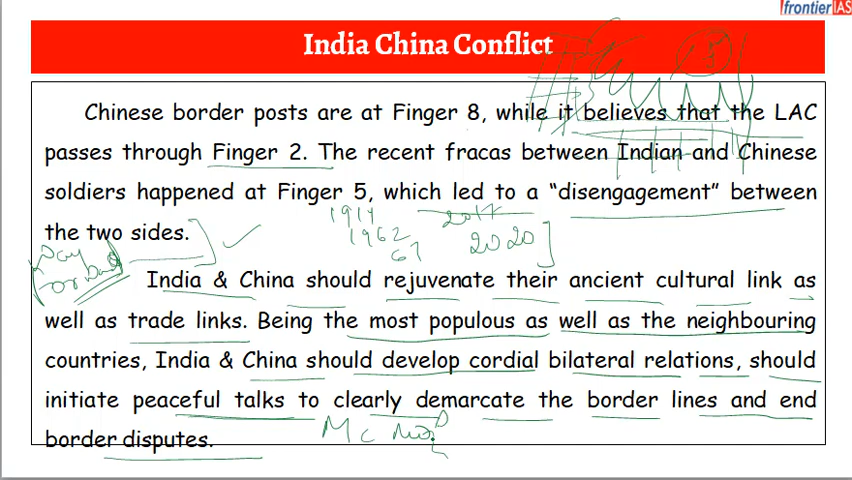 frontierIAS
India China Conflict
Chinese border posts are at Finger 8, while it believes that the LAC
passes through Finger 2. The recent fracas between Indian and Chinese
soldiers happened at Finger 5, which led to a “disengagement” between
the two sides.
1914
1962
67
2017
2020
India & China should rejuvenate their ancient cultural link as
well as trade links. Being the most populous as well as the neighbouring
countries, India & China should develop cordial bilateral relations, should
initiate peaceful talks to clearly demarcate the border lines and end
border disputes.